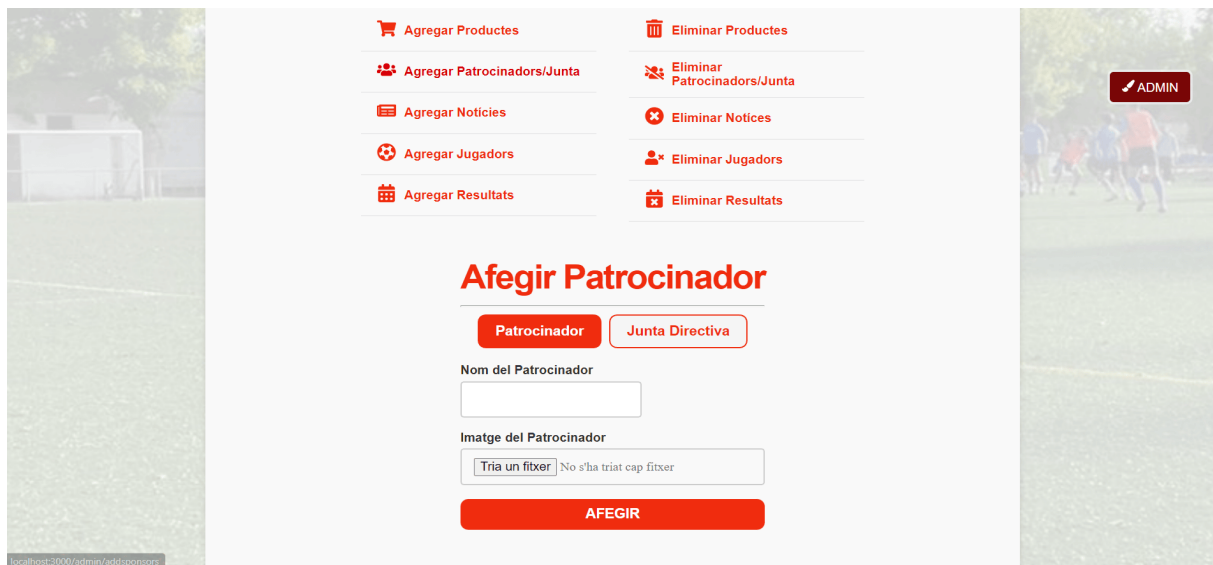 Agregar Productes
Agregar Patrocinadors/Junta
Agregar Notícies
Agregar Jugadors
Agregar Resultats
Eliminar Productes
Eliminar
Patrocinadors/Junta
Eliminar Notíces
Eliminar Jugadors
Eliminar Resultats
ADMIN
Afegir Patrocinador
Patrocinador
Junta Directiva
Nom del Patrocinador
Imatge del Patrocinador
Tria un fitxer No s'ha triat cap fitxer
AFEGIR
localhost:3000/admin/addsponsors